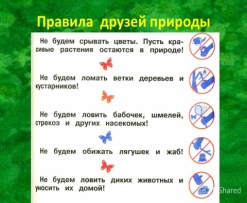 Правила друзей природы
Не будем срывать цветы. Пусть кра-
сивые растения остаются в природе!
Не будем ломать ветки деревьев и
кустарников!
Не будем ловить бабочек, шмелей,
стрекоз и других насекомых!
Не будем обижать лягушек и жаб!
Не будем ловить диких животных и
уносить их домой!